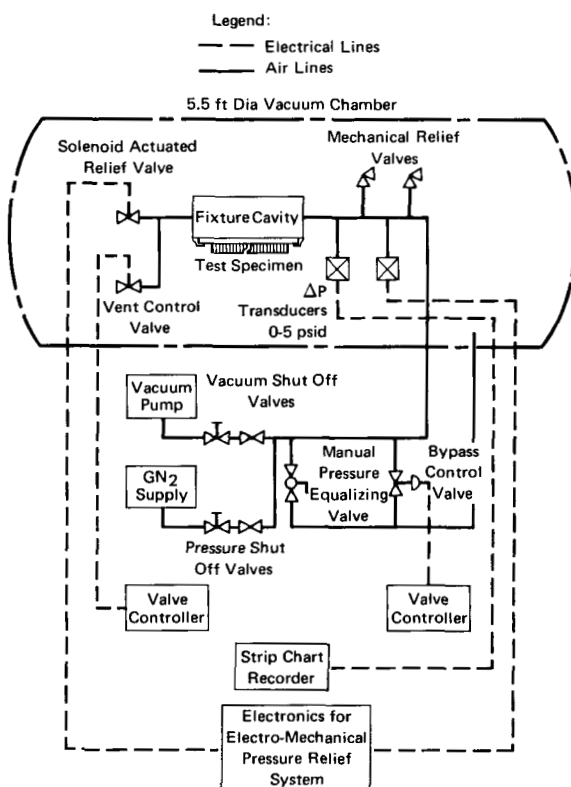 Legend:
Electrical Lines
Air Lines
5.5 ft Dia Vacuum Chamber
Solenoid Actuated
Relief Valve
Mechanical Relief
Valves
Fixture Cavity
Test Specimen
Vent Control
Valve
ΔP
Transducers
0-5 psid
Vacuum
Pump
Vacuum Shut Off
Valves
GN2
Supply
Manual
Pressure
Equalizing
Valve
Bypass
Control
Valve
Pressure Shut
Off Valves
Valve
Controller
Valve
Controller
Strip Chart
Recorder
Electronics for
Electro-Mechanical
Pressure Relief
System